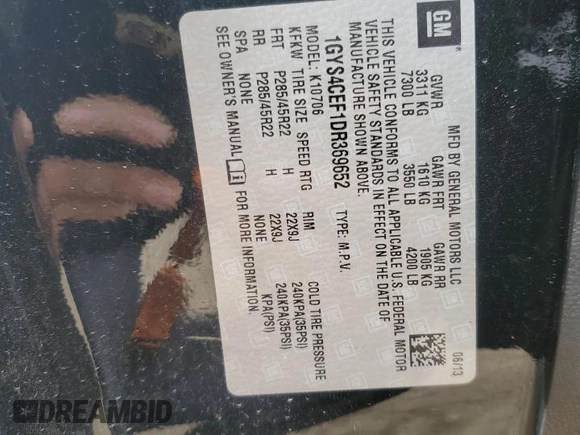 GM
MFD BY GENERAL MOTORS LLC
06/13
GVWR GAWR FRT GAWR RR
3311 KG 1610 KG 1905 KG
7300 LB 3550 LB 4200 LB
THIS VEHICLE CONFORMS TO ALL APPLICABLE U.S. FEDERAL MOTOR
VEHICLE SAFETY STANDARDS IN EFFECT ON THE DATE OF
MANUFACTURE SHOWN ABOVE.
1GYS4CEF1DR369652 TYPE: M.P.V.
MODEL: K10706
KFKW TIRE SIZE SPEED RTG RIM COLD TIRE PRESSURE
KPA(PSI)
FRT P285/45R22 H 22X9J 240KPA(35PSI)
RR P285/45R22 H 22X9J 240KPA(35PSI)
SPA NONE NONE
SEE OWNER'S MANUAL i FOR MORE INFORMATION.
DREAMBID